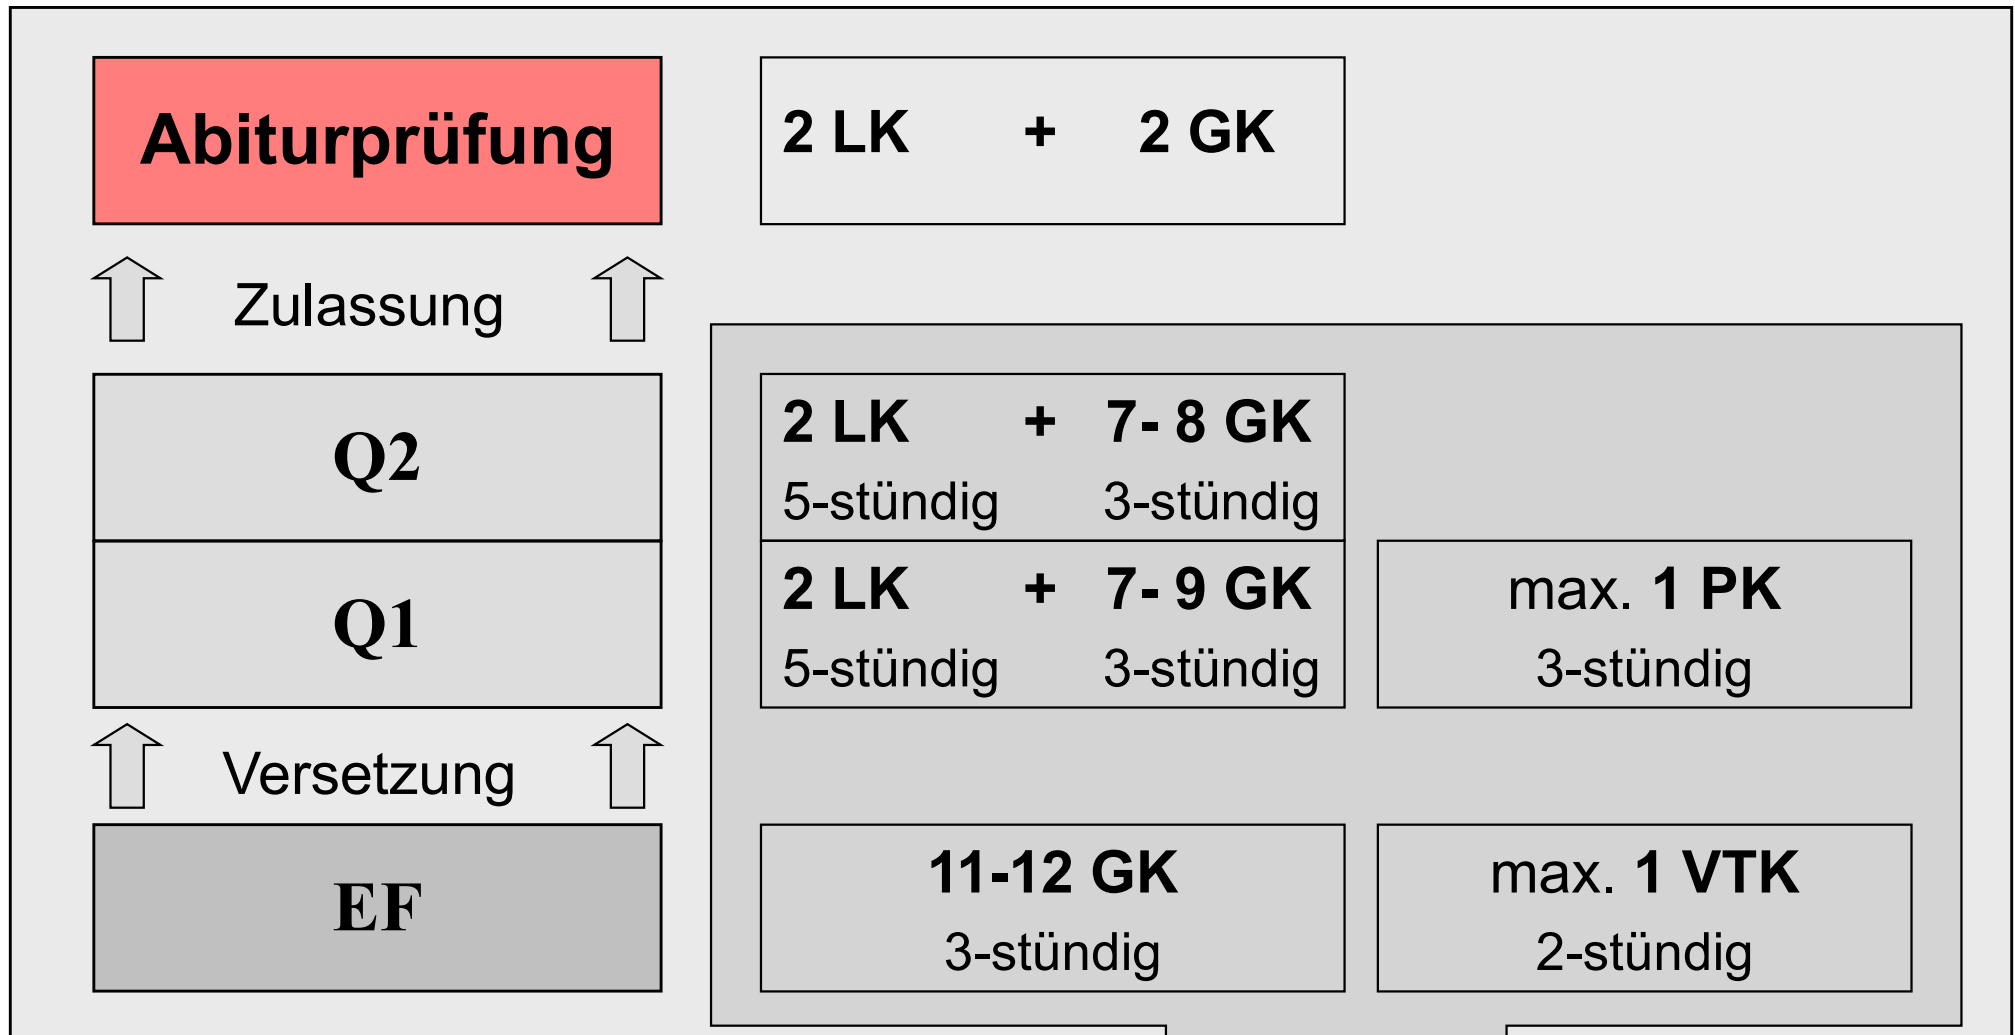 Abiturprüfung
2 LK + 2 GK
Zulassung
Q2
2 LK + 7- 8 GK
5-stündig 3-stündig
Q1
2 LK + 7- 9 GK
5-stündig 3-stündig
max. 1 PK
3-stündig
Versetzung
EF
11-12 GK
3-stündig
max. 1 VTK
2-stündig